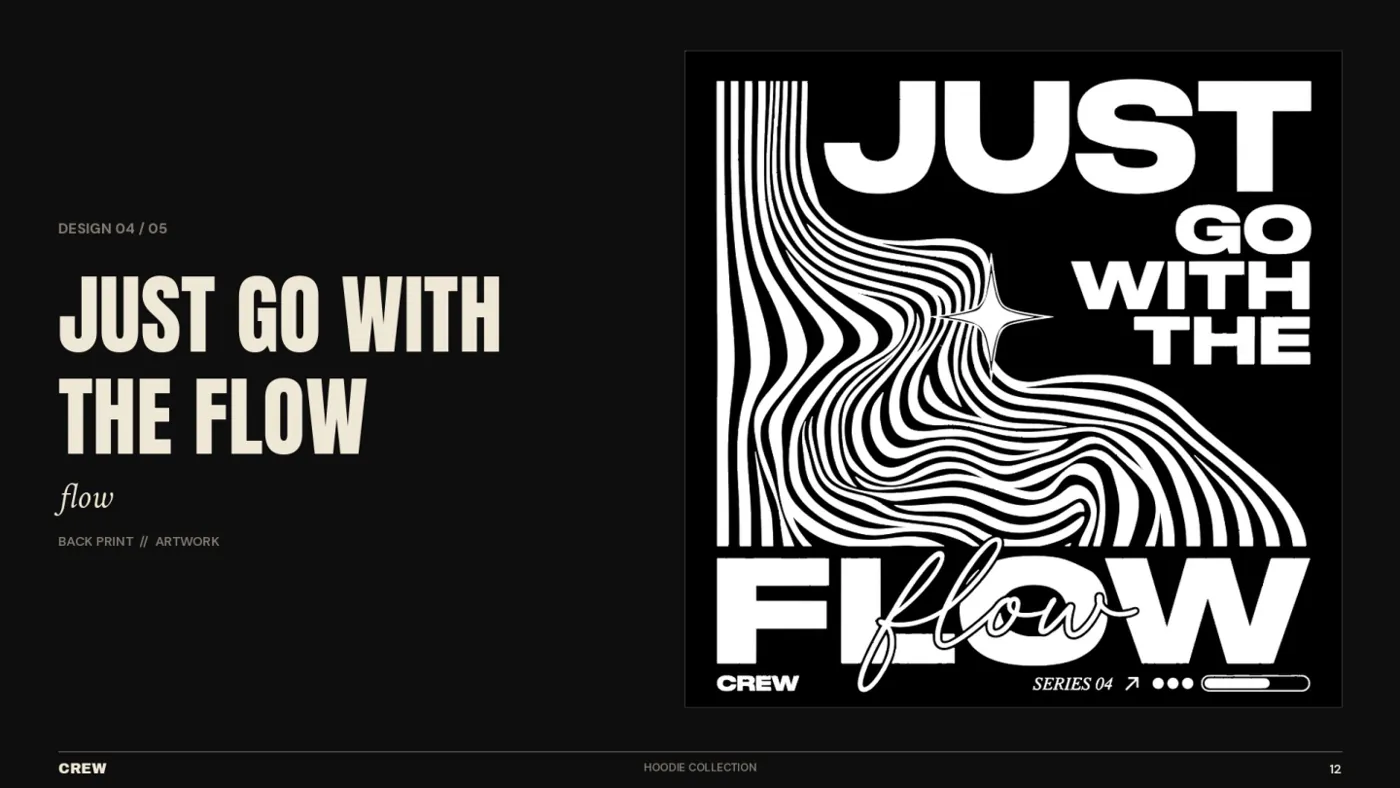 DESIGN 04 / 05
JUST GO WITH
THE FLOW
flow
BACK PRINT // ARTWORK
JUST
GO
WITH
THE
FLOW
flow
CREW
SERIES 04
CREW
HOODIE COLLECTION
12